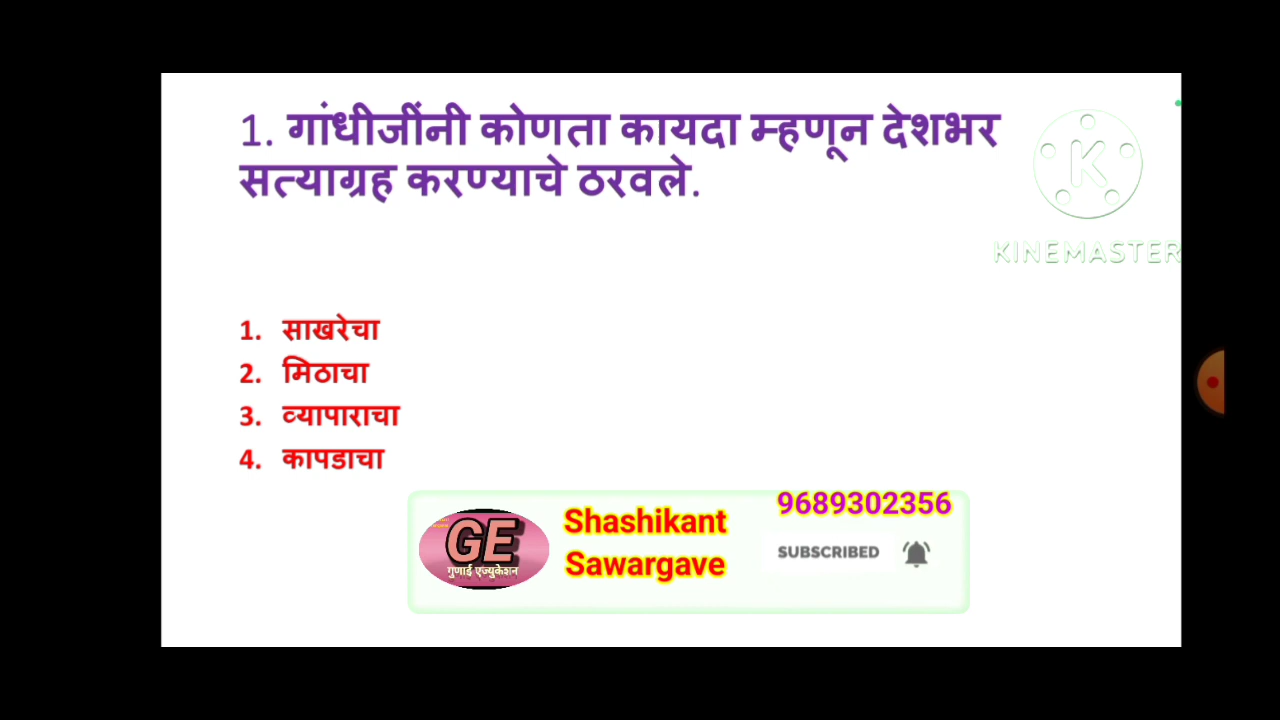 1. गांधीजींनी कोणता कायदा म्हणून देशभर
सत्याग्रह करण्याचे ठरवले.
K
KINEMASTER
1. साखरेचा
2. मिठाचा
3. व्यापाराचा
4. कापडाचा
GE
गुणाई एज्युकेशन
Shashikant
Sawargave
9689302356
SUBSCRIBED